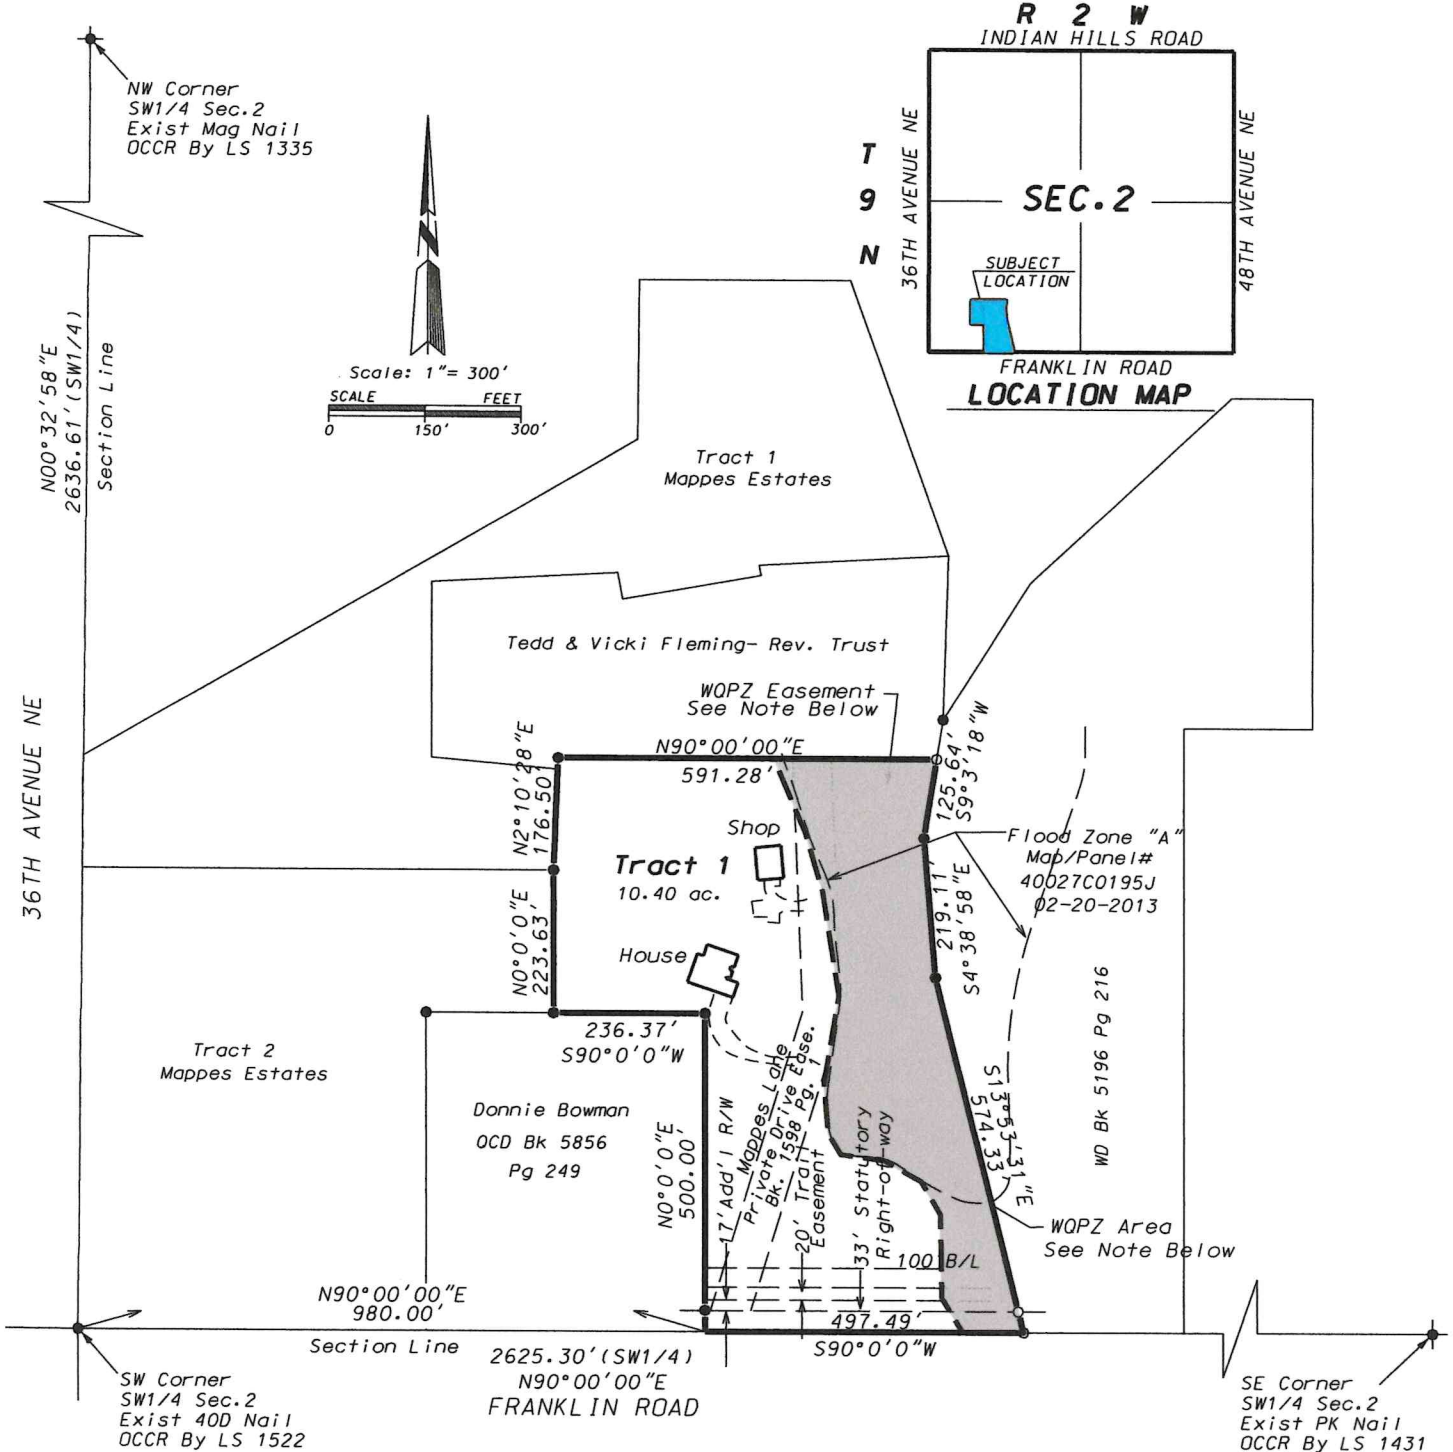 R 2 W
INDIAN HILLS ROAD
NW Corner
SW1/4 Sec.2
Exist Mag Nail
OCCR By LS 1335
T
9
N
36TH AVENUE NE
48TH AVENUE NE
SEC.2
SUBJECT
LOCATION
FRANKLIN ROAD
LOCATION MAP
N00°32'58"E
2636.61'(SW1/4)
Section Line
Scale: 1"= 300'
SCALE FEET
0 150' 300'
Tract 1
Mappes Estates
Tedd & Vicki Fleming- Rev. Trust
WQPZ Easement
See Note Below
36TH AVENUE NE
N90°00'00"E
591.28'
N2°10'28"E
176.50'
125.64'
S9°3'18"W
Shop
Tract 1
10.40 ac.
Flood Zone "A"
Map/Panel#
40027C0195J
02-20-2013
219.11'
S4°38'58"E
House
N0°0'0"E
223.63'
236.37'
S90°0'0"W
Tract 2
Mappes Estates
Donnie Bowman
QCD Bk 5856
Pg 249
N0°0'0"E
500.00'
17'Add'l R/W
Mappes Lane
Private Drive Ease.
Bk. 1598 Pg. 1
20' Trail
Easement
33' Statutory
Right-of-way
S13°53'31"E
574.33'
WD Bk 5196 Pg 216
WQPZ Area
See Note Below
100'B/L
N90°00'00"E
980.00'
497.49'
S90°0'0"W
Section Line
2625.30'(SW1/4)
N90°00'00"E
FRANKLIN ROAD
SW Corner
SW1/4 Sec.2
Exist 40D Nail
OCCR By LS 1522
SE Corner
SW1/4 Sec.2
Exist PK Nail
OCCR By LS 1431